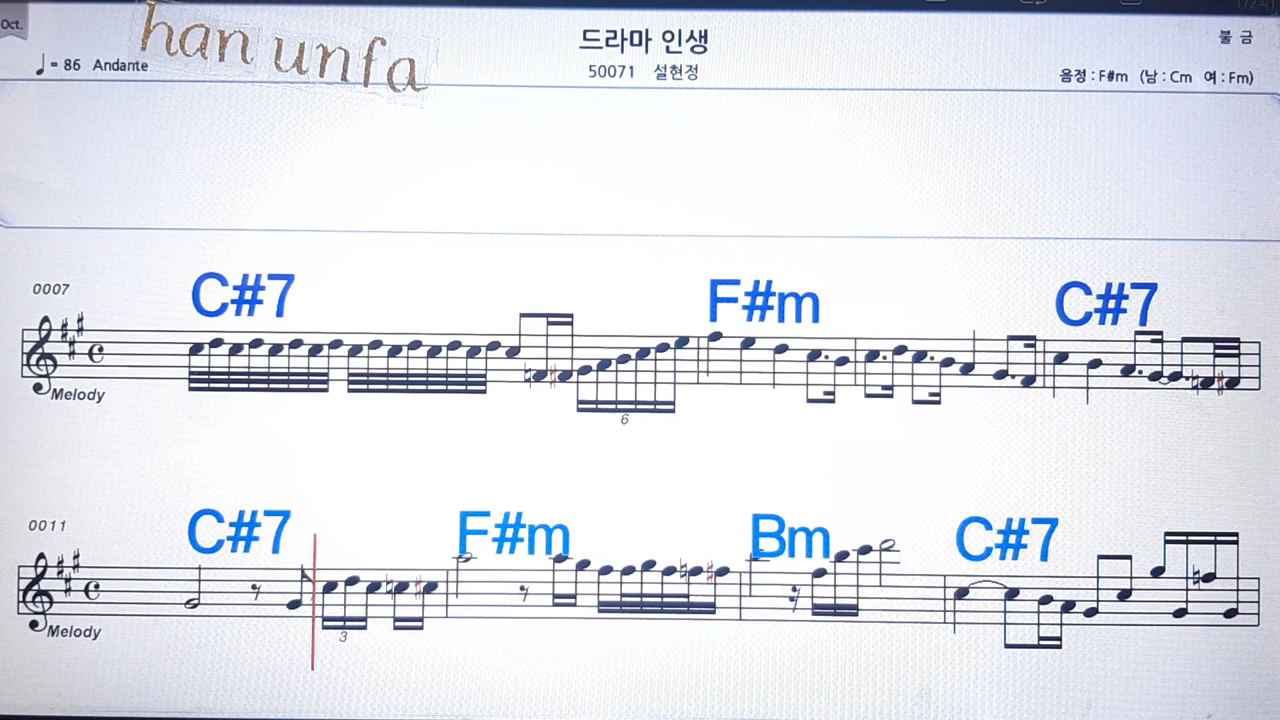 Oct.
han unfa
♩= 86 Andante
드라마 인생
50071 설현정
불 금
음정 : F#m (남 : Cm 여 : Fm)
0007
C#7 F#m C#7
Melody
6
0011
C#7 F#m Bm C#7
Melody
3